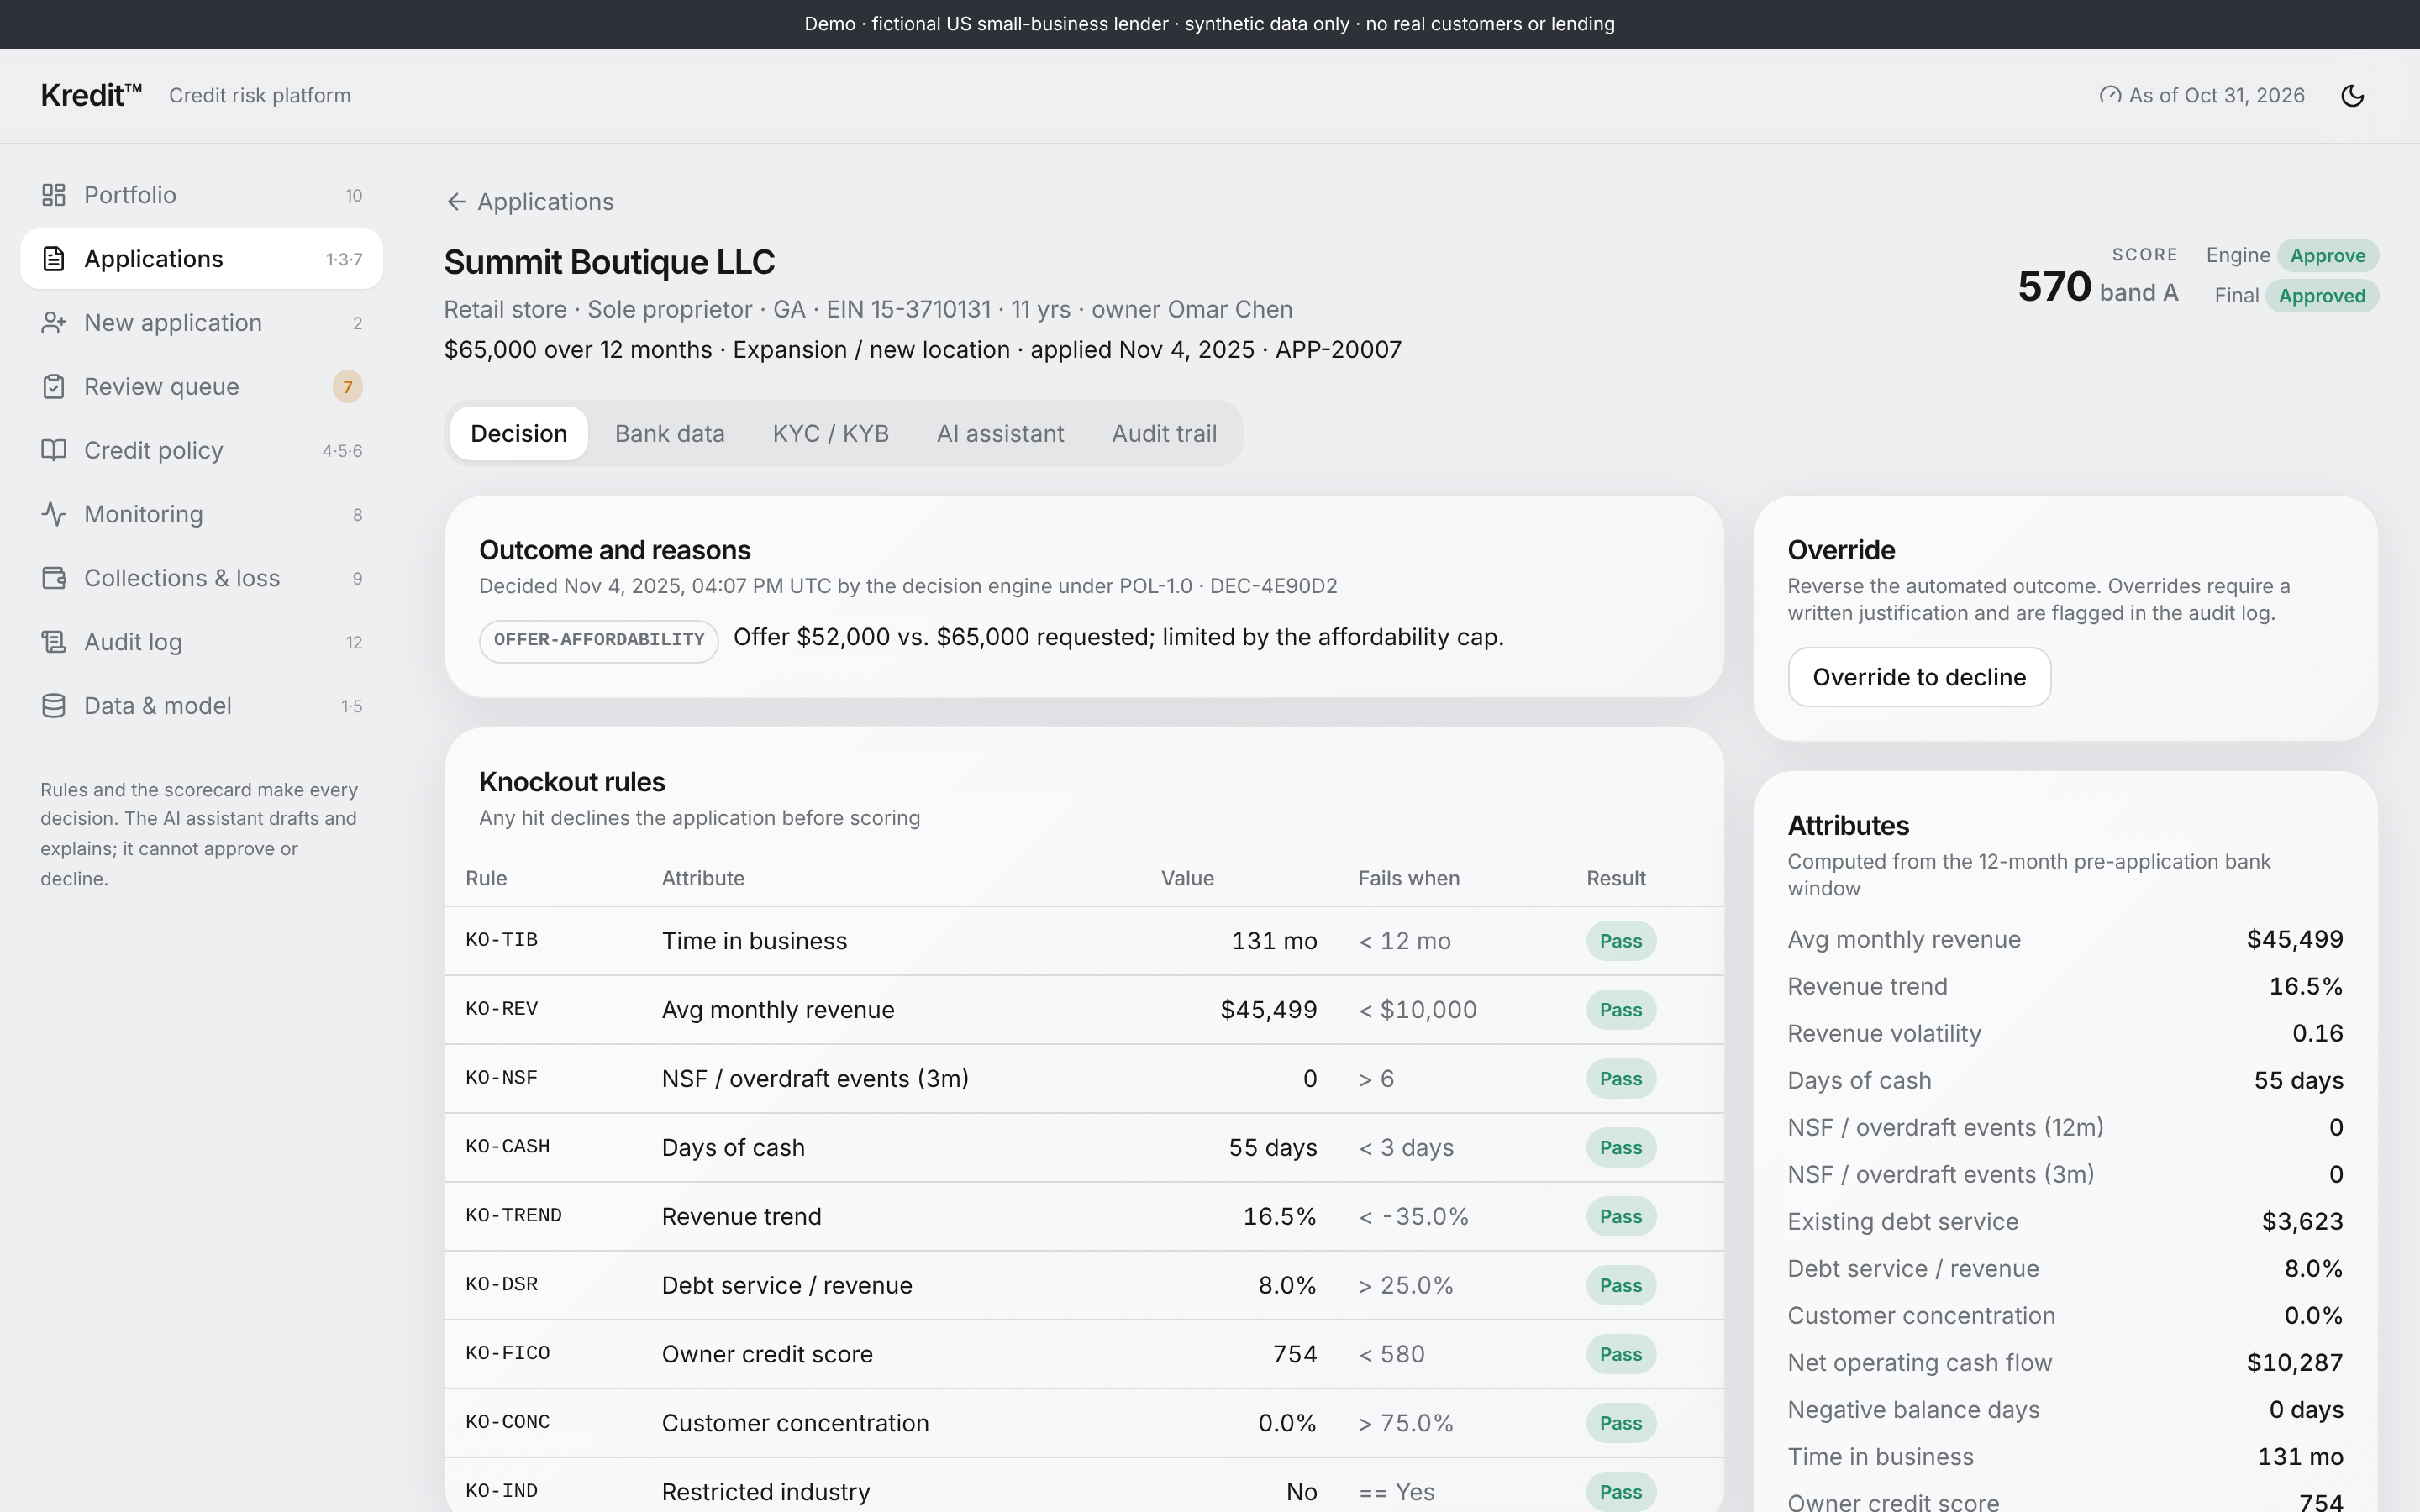 Demo · fictional US small-business lender · synthetic data only · no real customers or lending
Kredit™ Credit risk platform
As of Oct 31, 2026
Portfolio 10
Applications 1·3·7
New application 2
Review queue 7
Credit policy 4·5·6
Monitoring 8
Collections & loss 9
Audit log 12
Data & model 1·5
Rules and the scorecard make every
decision. The AI assistant drafts and
explains; it cannot approve or
decline.
← Applications
Summit Boutique LLC
Retail store · Sole proprietor · GA · EIN 15-3710131 · 11 yrs · owner Omar Chen
$65,000 over 12 months · Expansion / new location · applied Nov 4, 2025 · APP-20007
SCORE
570 band A
Engine Approve
Final Approved
Decision Bank data KYC / KYB AI assistant Audit trail
Outcome and reasons
Decided Nov 4, 2025, 04:07 PM UTC by the decision engine under POL-1.0 · DEC-4E90D2
OFFER-AFFORDABILITY Offer $52,000 vs. $65,000 requested; limited by the affordability cap.
Knockout rules
Any hit declines the application before scoring
Rule Attribute Value Fails when Result
KO-TIB Time in business 131 mo < 12 mo Pass
KO-REV Avg monthly revenue $45,499 < $10,000 Pass
KO-NSF NSF / overdraft events (3m) 0 > 6 Pass
KO-CASH Days of cash 55 days < 3 days Pass
KO-TREND Revenue trend 16.5% < -35.0% Pass
KO-DSR Debt service / revenue 8.0% > 25.0% Pass
KO-FICO Owner credit score 754 < 580 Pass
KO-CONC Customer concentration 0.0% > 75.0% Pass
KO-IND Restricted industry No == Yes Pass
Override
Reverse the automated outcome. Overrides require a
written justification and are flagged in the audit log.
Override to decline
Attributes
Computed from the 12-month pre-application bank
window
Avg monthly revenue $45,499
Revenue trend 16.5%
Revenue volatility 0.16
Days of cash 55 days
NSF / overdraft events (12m) 0
NSF / overdraft events (3m) 0
Existing debt service $3,623
Debt service / revenue 8.0%
Customer concentration 0.0%
Net operating cash flow $10,287
Negative balance days 0 days
Time in business 131 mo
Owner credit score 754